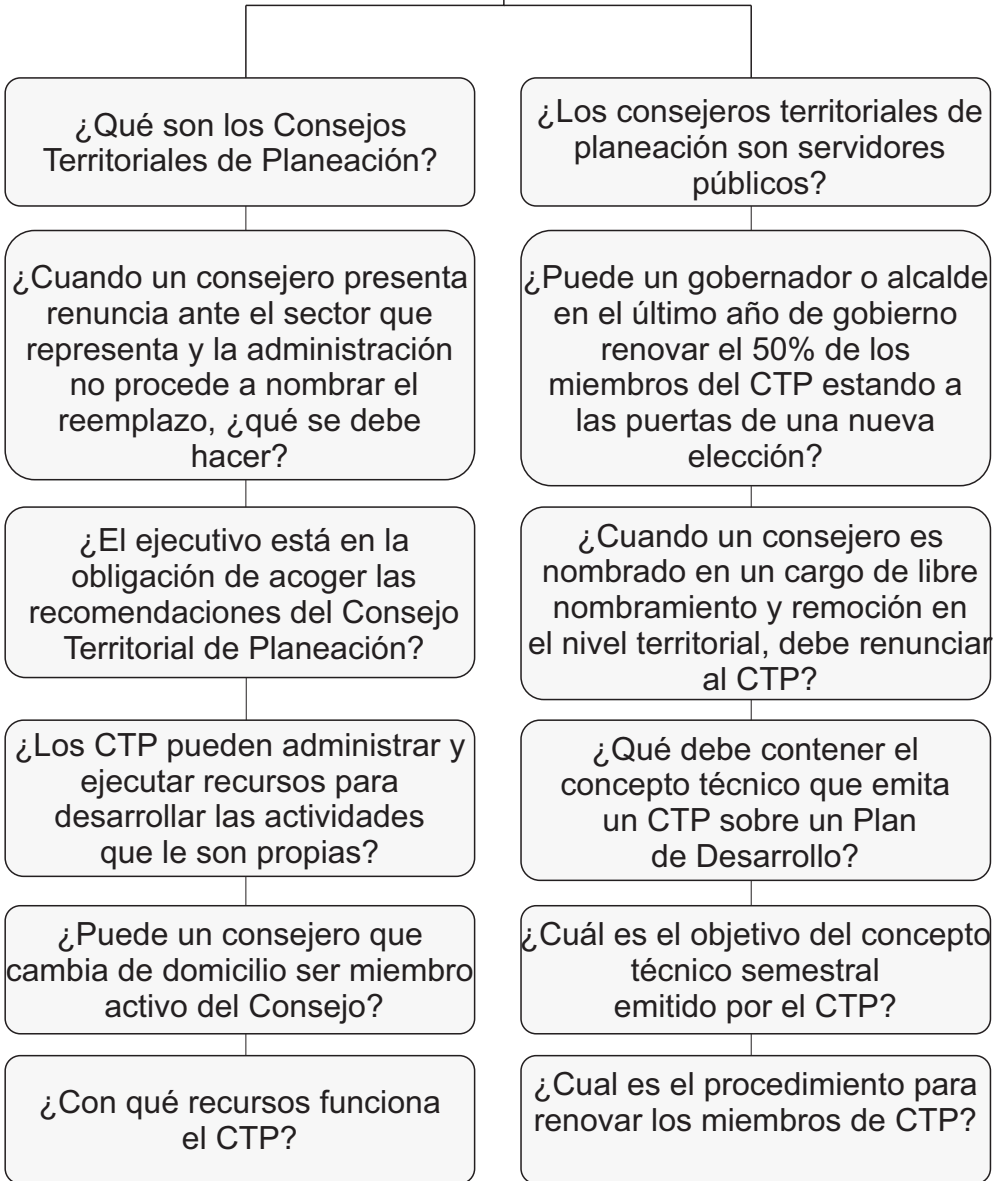 ¿Qué son los Consejos
Territoriales de Planeación?
¿Cuando un consejero presenta
renuncia ante el sector que
representa y la administración
no procede a nombrar el
reemplazo, ¿qué se debe
hacer?
¿El ejecutivo está en la
obligación de acoger las
recomendaciones del Consejo
Territorial de Planeación?
¿Los CTP pueden administrar y
ejecutar recursos para
desarrollar las actividades
que le son propias?
¿Puede un consejero que
cambia de domicilio ser miembro
activo del Consejo?
¿Con qué recursos funciona
el CTP?
¿Los consejeros territoriales de
planeación son servidores
públicos?
¿Puede un gobernador o alcalde
en el último año de gobierno
renovar el 50% de los
miembros del CTP estando a
las puertas de una nueva
elección?
¿Cuando un consejero es
nombrado en un cargo de libre
nombramiento y remoción en
el nivel territorial, debe renunciar
al CTP?
¿Qué debe contener el
concepto técnico que emita
un CTP sobre un Plan
de Desarrollo?
¿Cuál es el objetivo del concepto
técnico semestral
emitido por el CTP?
¿Cual es el procedimiento para
renovar los miembros de CTP?